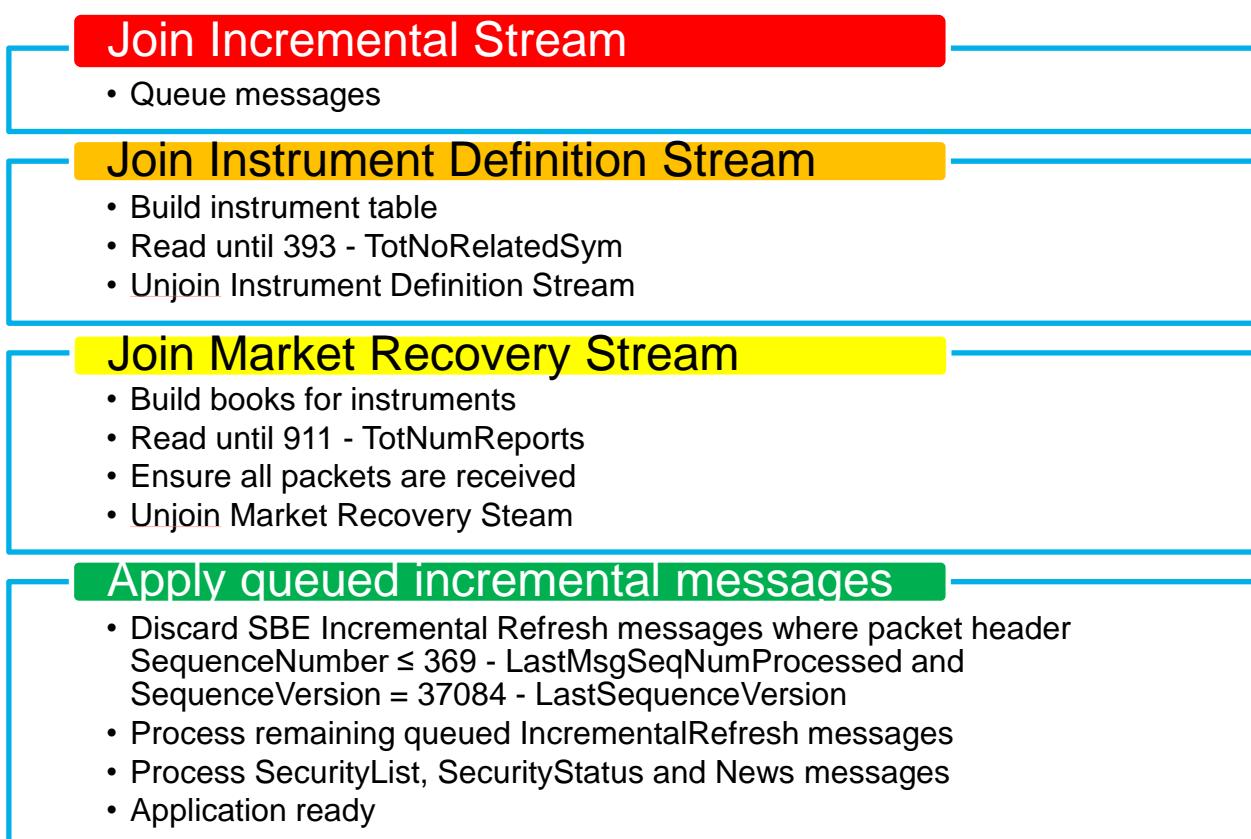 Join Incremental Stream
• Queue messages
Join Instrument Definition Stream
• Build instrument table
• Read until 393 - TotNoRelatedSym
• Unjoin Instrument Definition Stream
Join Market Recovery Stream
• Build books for instruments
• Read until 911 - TotNumReports
• Ensure all packets are received
• Unjoin Market Recovery Steam
Apply queued incremental messages
• Discard SBE Incremental Refresh messages where packet header
SequenceNumber ≤ 369 - LastMsgSeqNumProcessed and
SequenceVersion = 37084 - LastSequenceVersion
• Process remaining queued IncrementalRefresh messages
• Process SecurityList, SecurityStatus and News messages
• Application ready